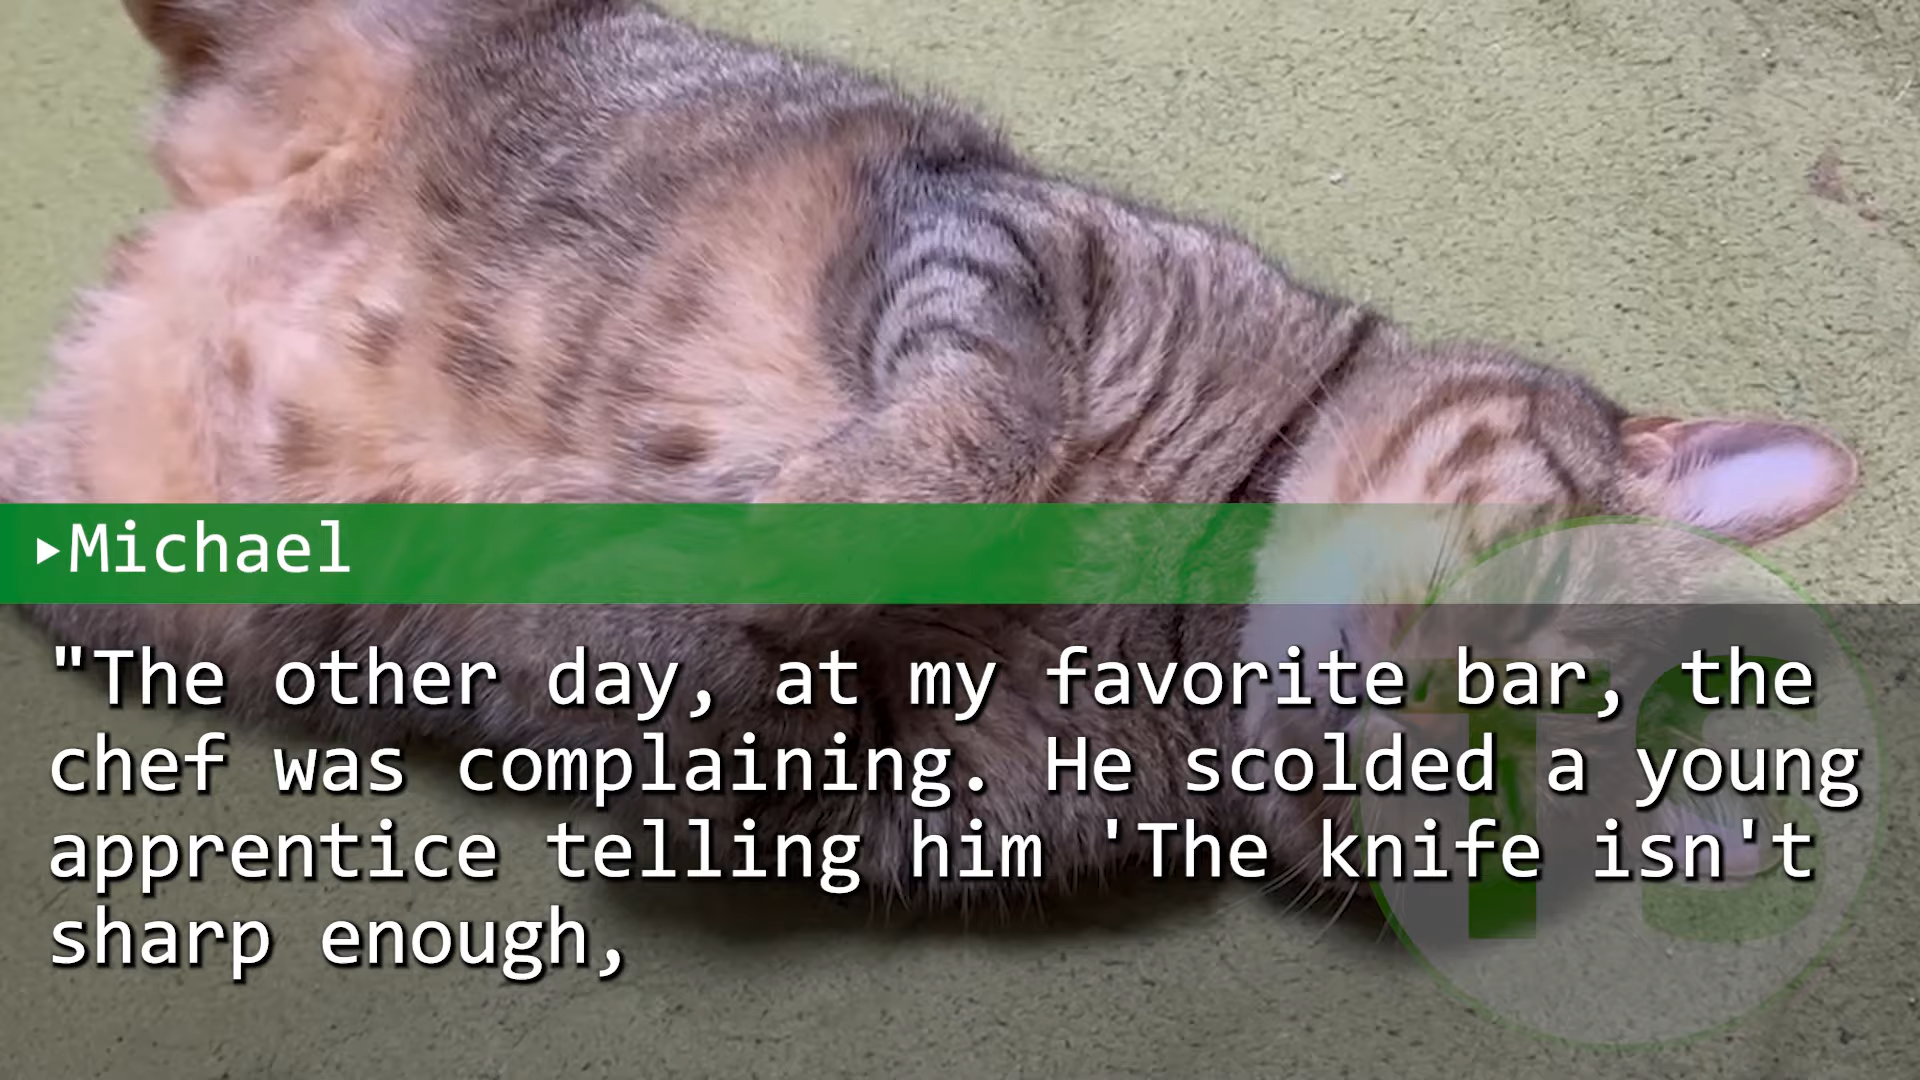 ▶Michael
"The other day, at my favorite bar, the
chef was complaining. He scolded a young
apprentice telling him 'The knife isn't
sharp enough,
TS